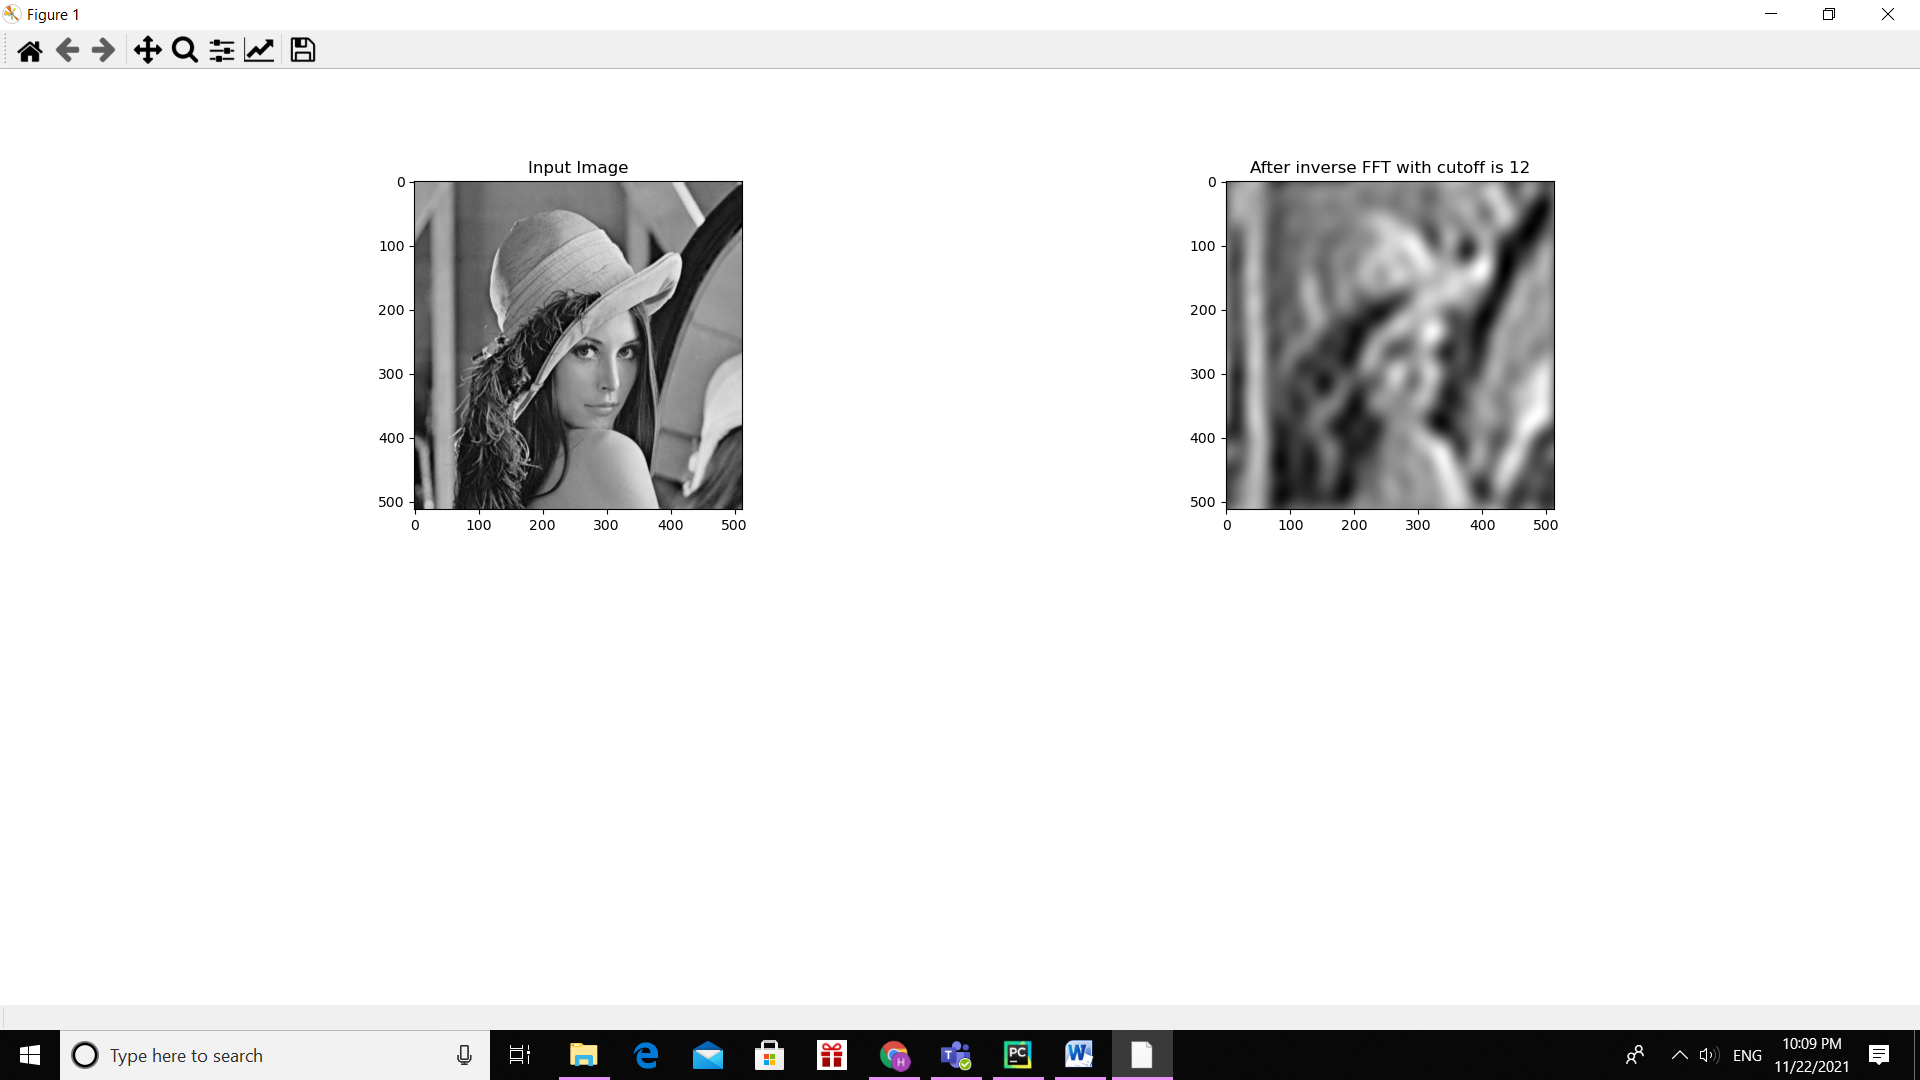 Figure 1
Input Image
After inverse FFT with cutoff is 12
0
100
200
300
400
500
0 100 200 300 400 500
0
100
200
300
400
500
0 100 200 300 400 500
Type here to search
H
T
PC
W
ENG
10:09 PM
11/22/2021